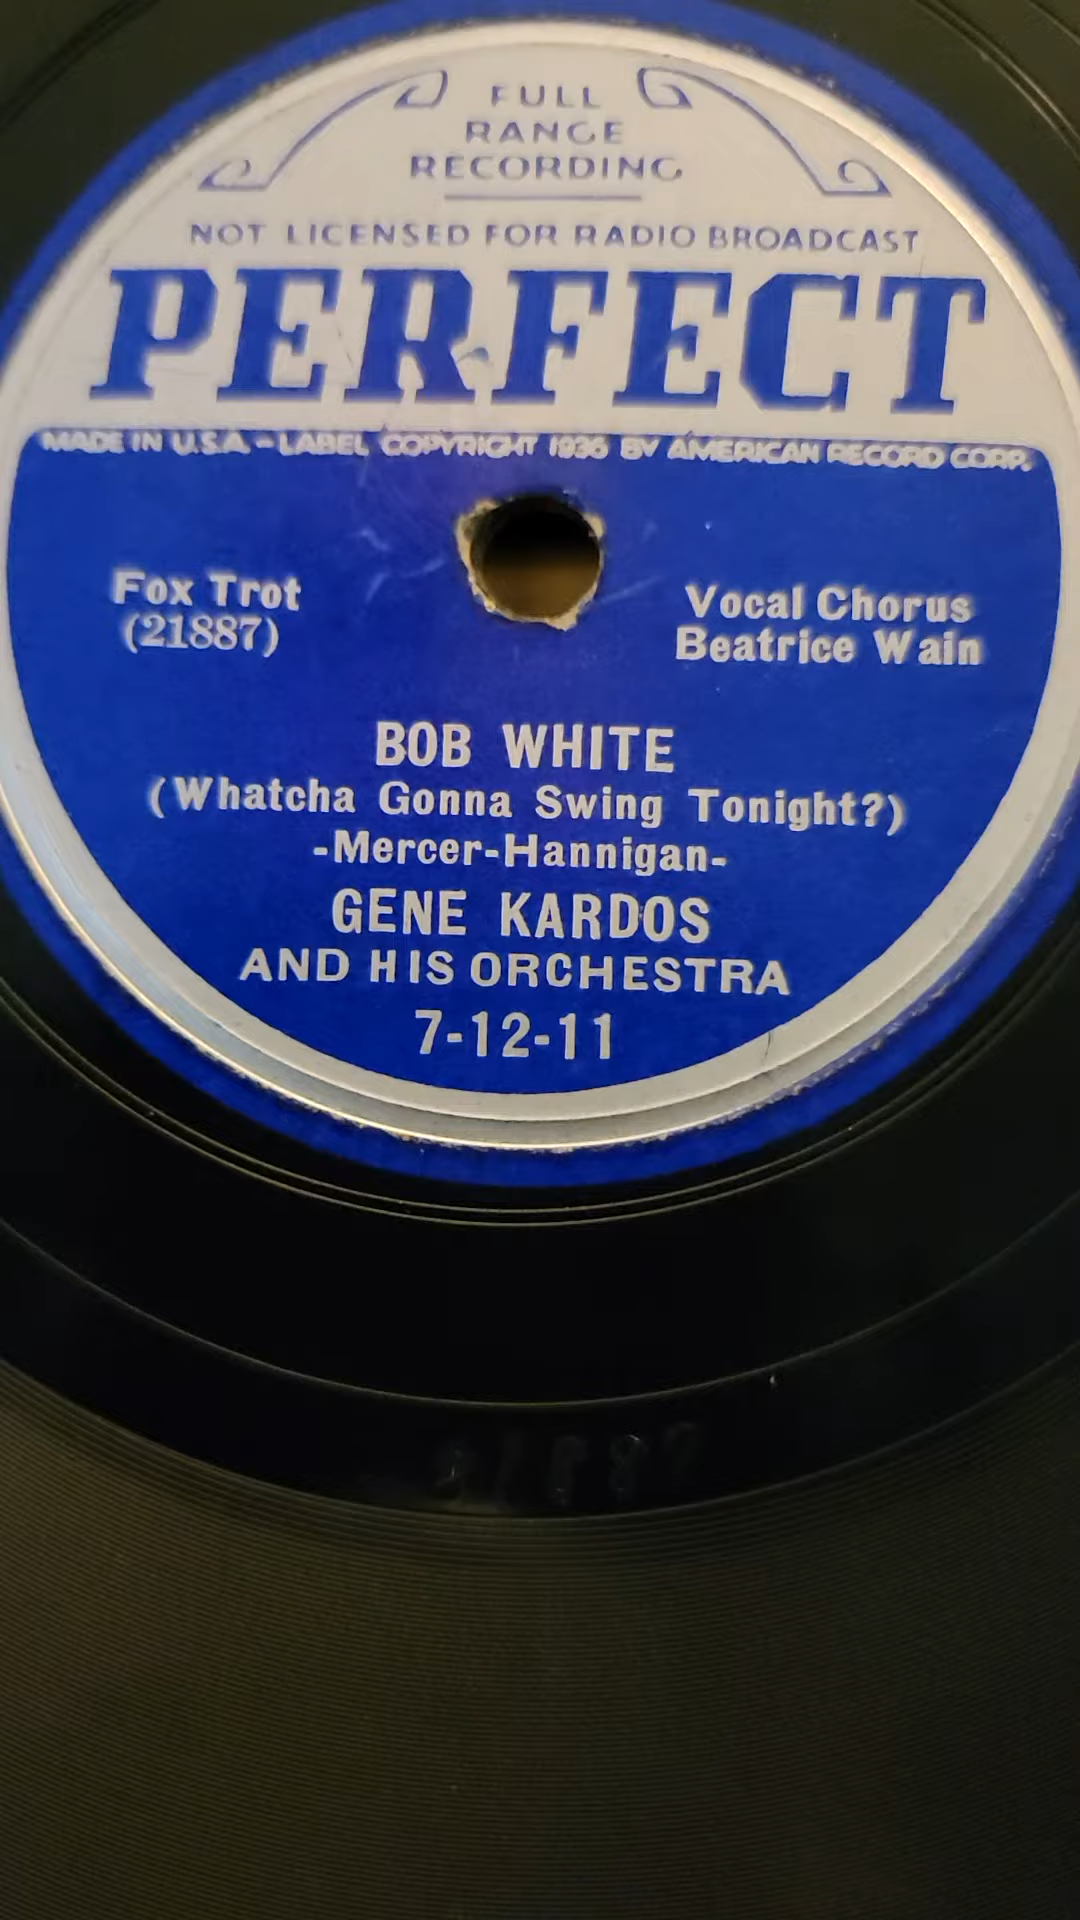 FULL
RANGE
RECORDING
NOT LICENSED FOR RADIO BROADCAST
PERFECT
MADE IN U.S.A. - LABEL COPYRIGHT 1936 BY AMERICAN RECORD CORP.
Fox Trot
(21887)
Vocal Chorus
Beatrice Wain
BOB WHITE
(Whatcha Gonna Swing Tonight?)
-Mercer-Hannigan-
GENE KARDOS
AND HIS ORCHESTRA
7-12-11
21887